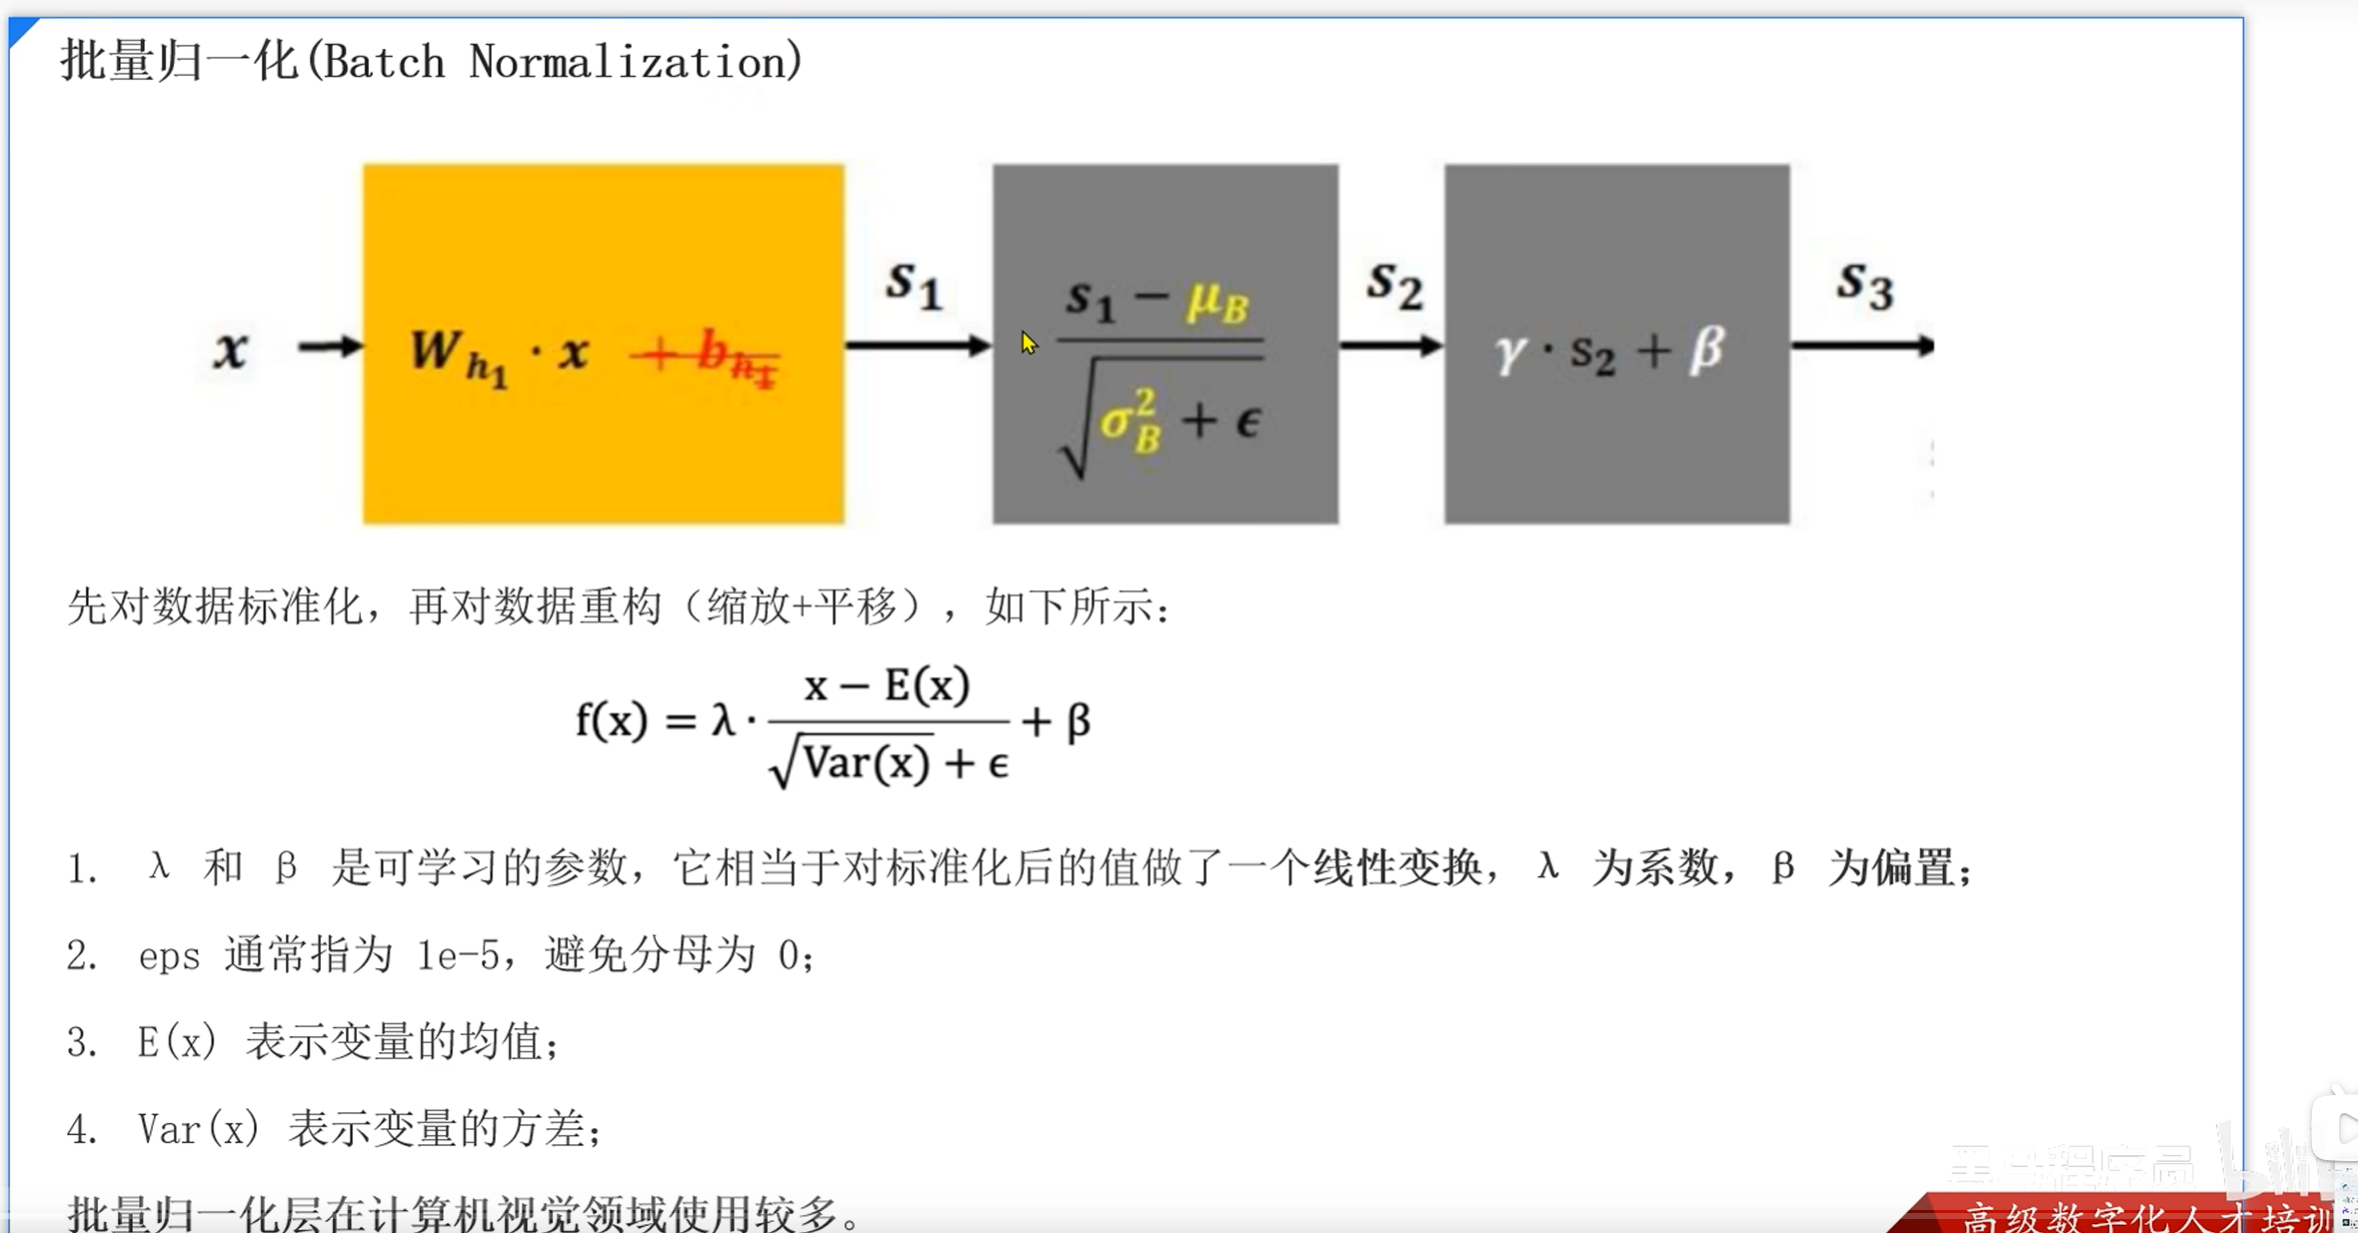 批量归一化(Batch Normalization)
x → W_{h_1} · x + b_{h_1} s_1 (s_1 − μ_B) / √(σ_B^2 + ϵ) s_2 γ · s_2 + β s_3
先对数据标准化，再对数据重构（缩放+平移），如下所示：
f(x) = λ · (x − E(x)) / (√Var(x) + ϵ) + β
1. λ 和 β 是可学习的参数，它相当于对标准化后的值做了一个线性变换，λ 为系数，β 为偏置；
2. eps 通常指为 1e-5，避免分母为 0；
3. E(x) 表示变量的均值；
4. Var(x) 表示变量的方差；
批量归一化层在计算机视觉领域使用较多。
黑马程序员
高级数字化人才培训